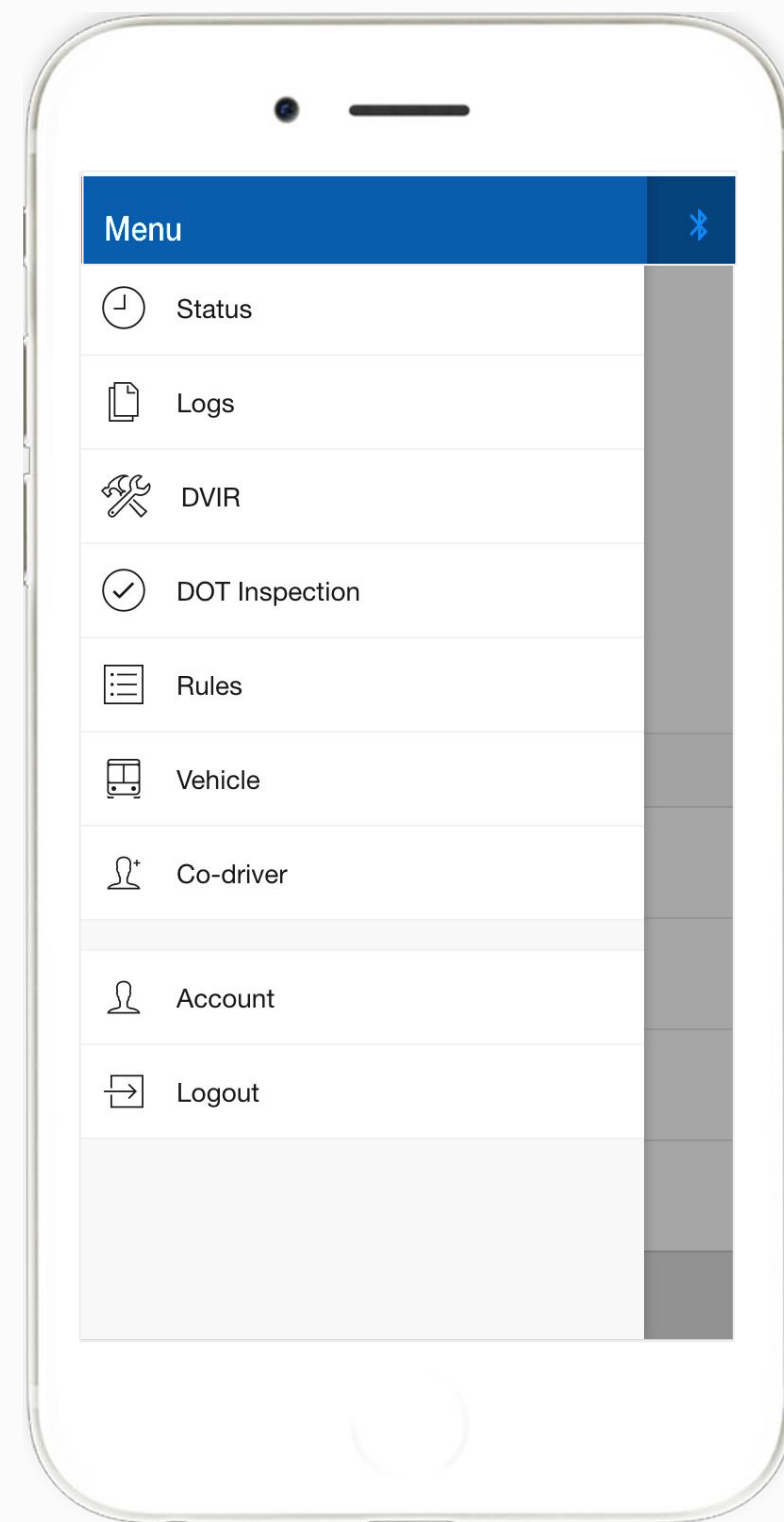 Menu
Status
Logs
DVIR
DOT Inspection
Rules
Vehicle
Co-driver
Account
Logout